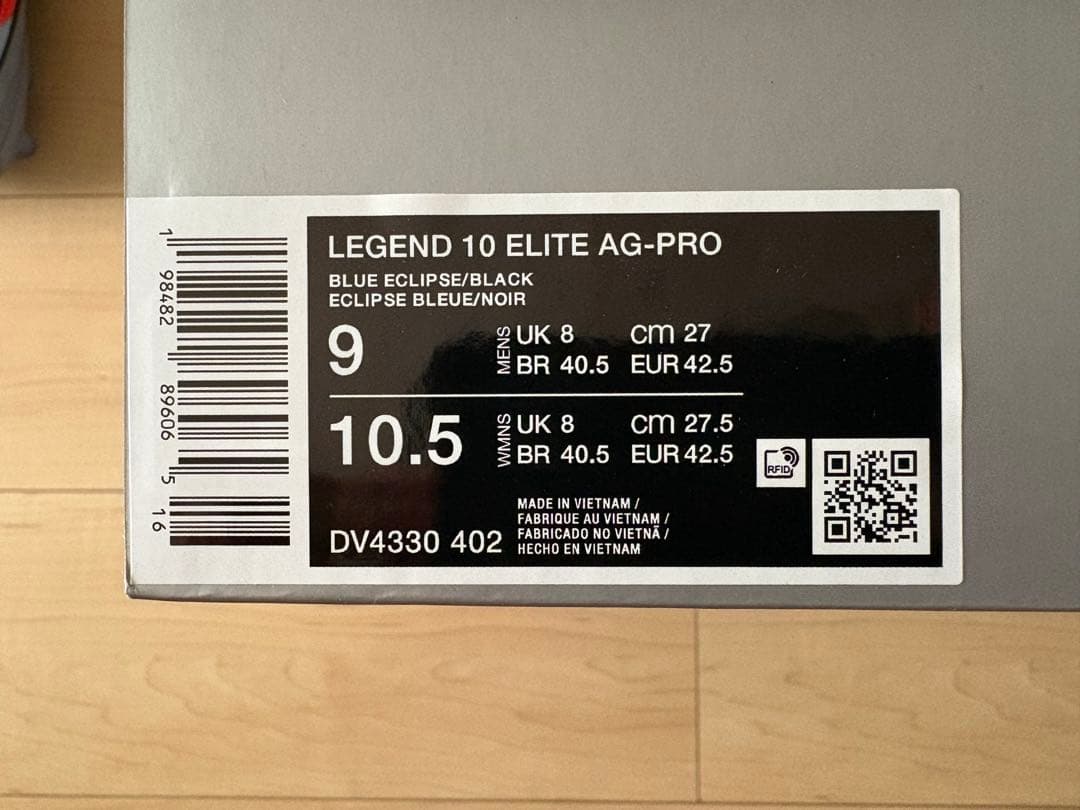 LEGEND 10 ELITE AG-PRO
BLUE ECLIPSE/BLACK
ECLIPSE BLEUE/NOIR
9
MENS
UK 8 cm 27
BR 40.5 EUR 42.5
10.5
WMNS
UK 8 cm 27.5
BR 40.5 EUR 42.5
RFID
DV4330 402
MADE IN VIETNAM /
FABRIQUE AU VIETNAM /
FABRICADO NO VIETNÃ /
HECHO EN VIETNAM
1 98482 89606 5 16